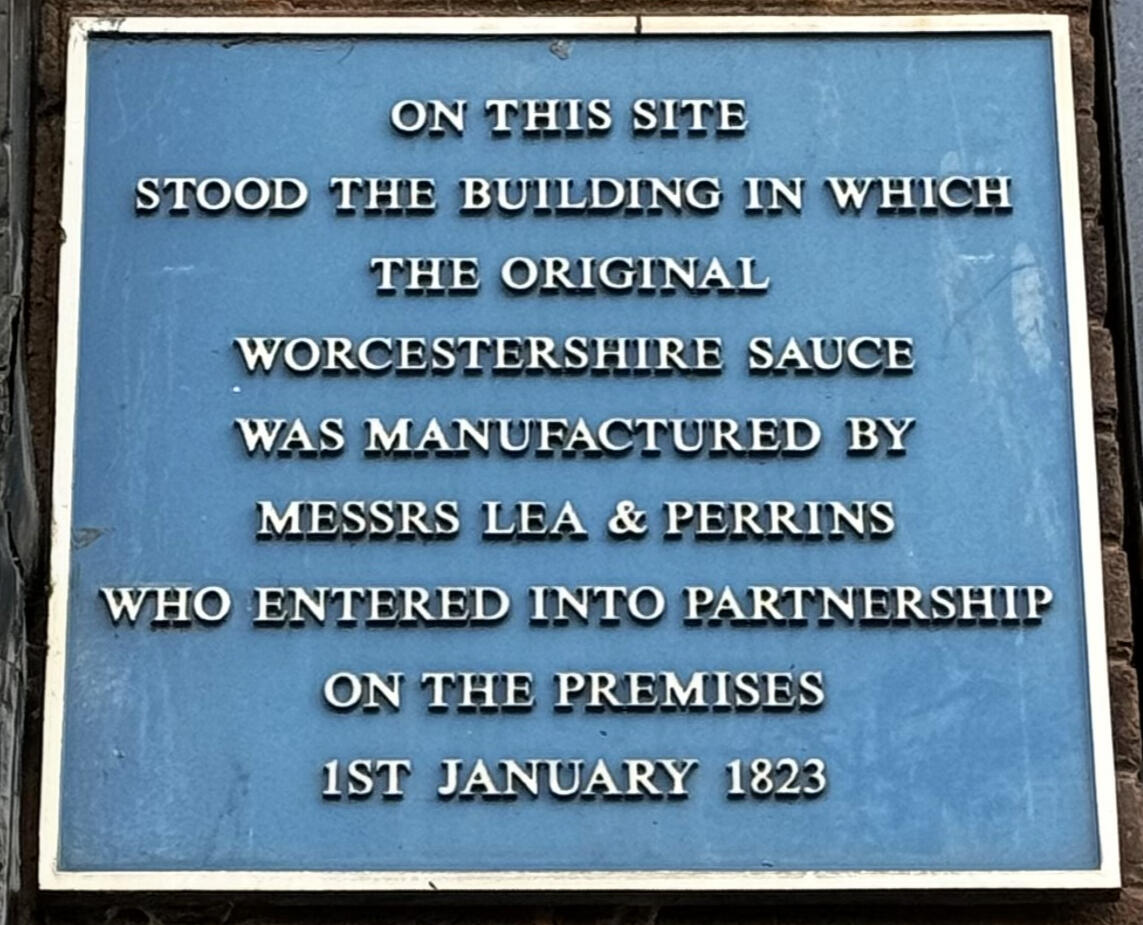 ON THIS SITE
STOOD THE BUILDING IN WHICH
THE ORIGINAL
WORCESTERSHIRE SAUCE
WAS MANUFACTURED BY
MESSRS LEA & PERRINS
WHO ENTERED INTO PARTNERSHIP
ON THE PREMISES
1ST JANUARY 1823